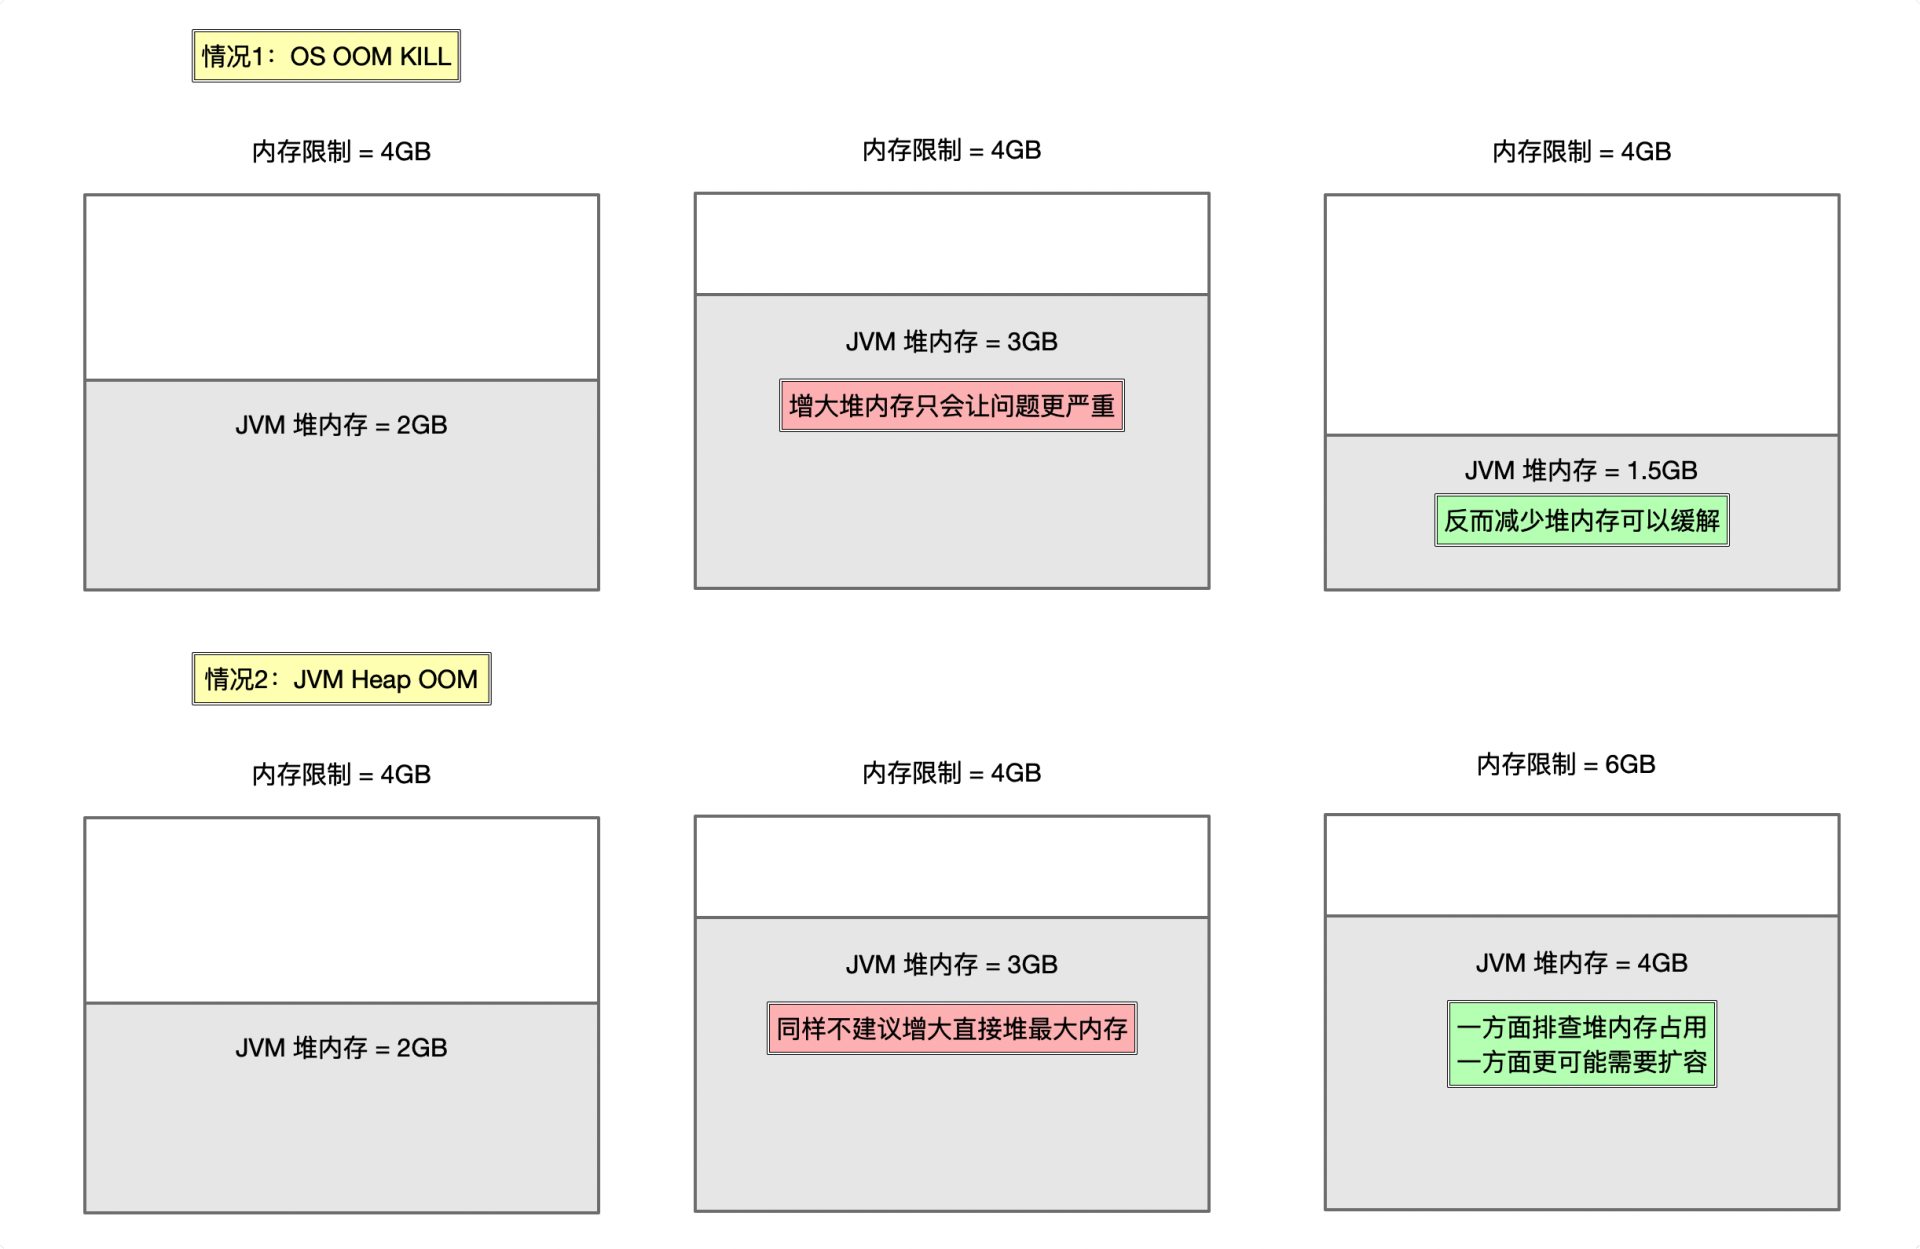 情况1：OS OOM KILL
内存限制 = 4GB
内存限制 = 4GB
内存限制 = 4GB
JVM 堆内存 = 2GB
JVM 堆内存 = 3GB
增大堆内存只会让问题更严重
JVM 堆内存 = 1.5GB
反而减少堆内存可以缓解
情况2：JVM Heap OOM
内存限制 = 4GB
内存限制 = 4GB
内存限制 = 6GB
JVM 堆内存 = 2GB
JVM 堆内存 = 3GB
同样不建议增大直接堆最大内存
JVM 堆内存 = 4GB
一方面排查堆内存占用
一方面更可能需要扩容